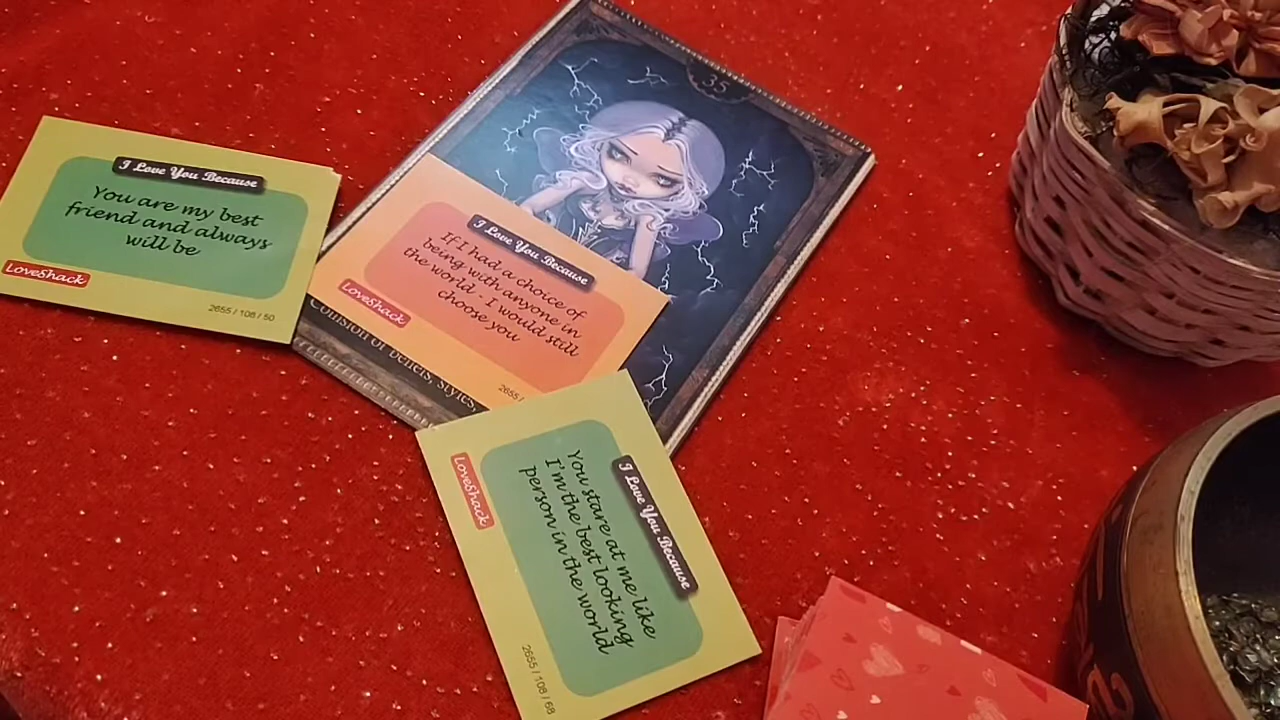 35
I Love You Because
You are my best
friend and always
will be
LoveShack
2655 / 108 / 50
I Love You Because
If I had a choice of
being with anyone in
the world - I would still
choose you
LoveShack
2655 /
of beliefs, styles,
I Love You Because
You stare at me like
I'm the best looking
person in the world
LoveShack
2655 / 108 / 68